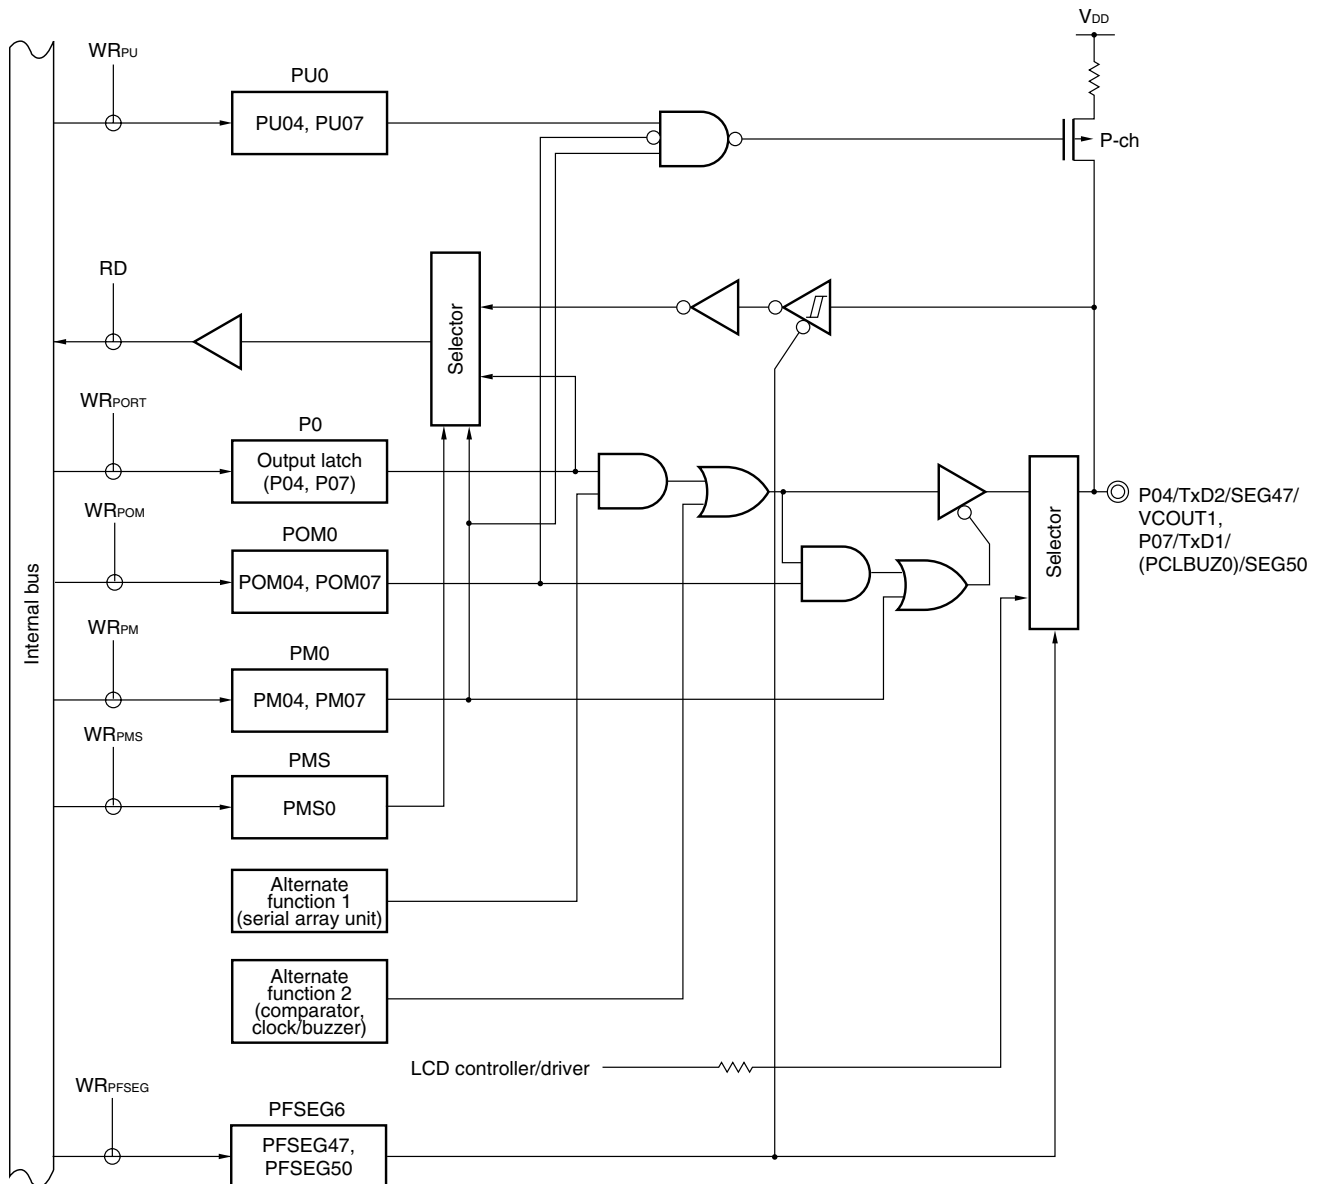 VDD
WRPU
PU0
PU04, PU07
P-ch
RD
Selector
WRPORT
P0
Output latch
(P04, P07)
WRPOM
POM0
POM04, POM07
Selector
P04/TxD2/SEG47/
VCOUT1,
P07/TxD1/
(PCLBUZ0)/SEG50
Internal bus
WRPM
PM0
PM04, PM07
WRPMS
PMS
PMS0
Alternate
function 1
(serial array unit)
Alternate
function 2
(comparator,
clock/buzzer)
LCD controller/driver
WRPFSEG
PFSEG6
PFSEG47,
PFSEG50